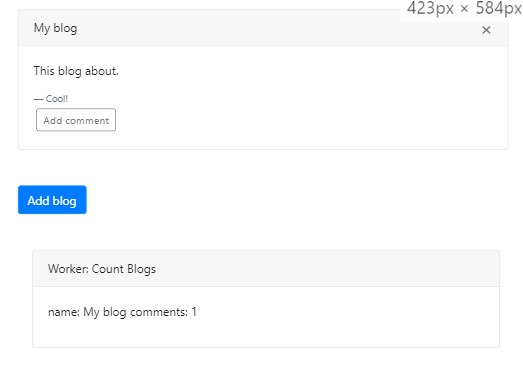 423px × 584px
My blog ×
This blog about.
— Cool!
Add comment
Add blog
Worker: Count Blogs
name: My blog comments: 1